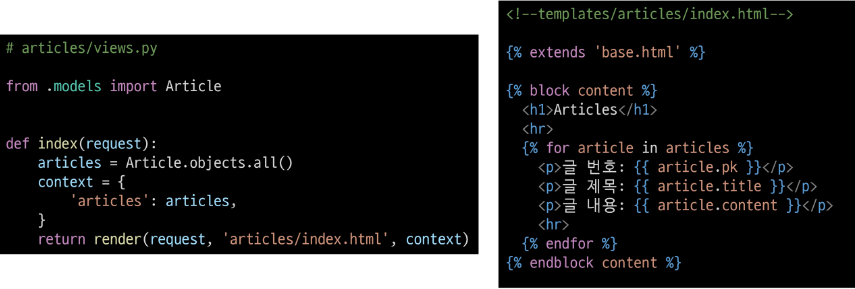 # articles/views.py
from .models import Article
def index(request):
    articles = Article.objects.all()
    context = {
        'articles': articles,
    }
    return render(request, 'articles/index.html', context)
<!--templates/articles/index.html-->
{% extends 'base.html' %}
{% block content %}
  <h1>Articles</h1>
  <hr>
  {% for article in articles %}
    <p>글 번호: {{ article.pk }}</p>
    <p>글 제목: {{ article.title }}</p>
    <p>글 내용: {{ article.content }}</p>
    <hr>
  {% endfor %}
{% endblock content %}